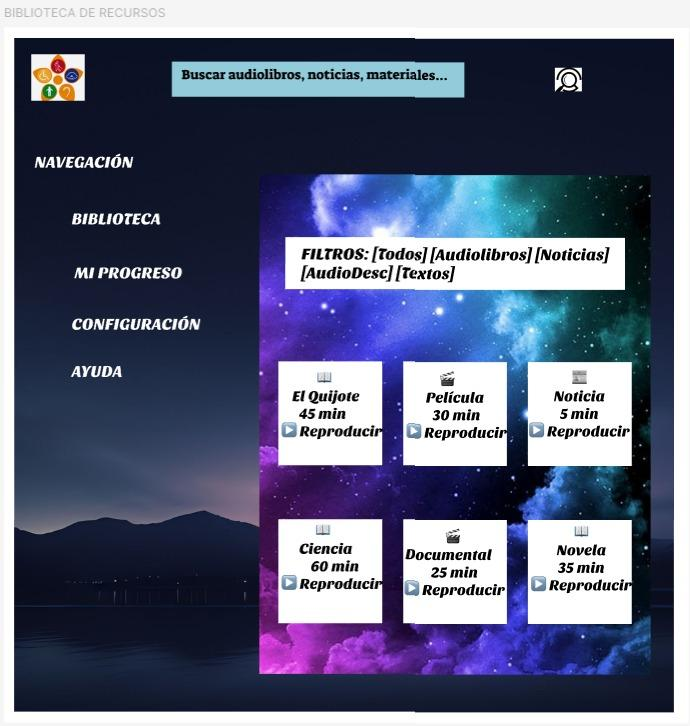 BIBLIOTECA DE RECURSOS
Buscar audiolibros, noticias, materiales...
NAVEGACIÓN
BIBLIOTECA
MI PROGRESO
CONFIGURACIÓN
AYUDA
FILTROS: [Todos] [Audiolibros] [Noticias]
[AudioDesc] [Textos]
El Quijote
45 min
Reproducir
Película
30 min
Reproducir
Noticia
5 min
Reproducir
Ciencia
60 min
Reproducir
Documental
25 min
Reproducir
Novela
35 min
Reproducir